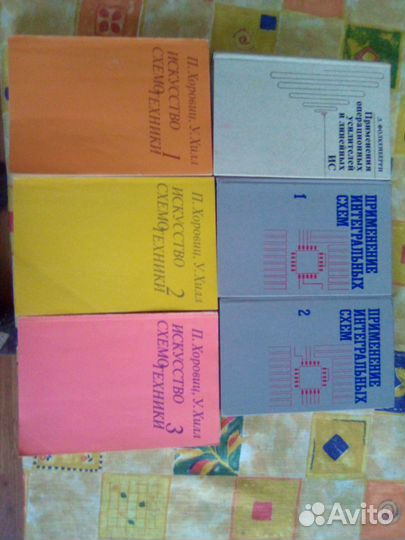 П. Хоровиц, У. Хилл
ИСКУССТВО
СХЕМОТЕХНИКИ
1
П. Хоровиц, У. Хилл
ИСКУССТВО
СХЕМОТЕХНИКИ
2
П. Хоровиц, У. Хилл
ИСКУССТВО
СХЕМОТЕХНИКИ
3
Л. ФОЛКЕНБЕРРИ
Применения
операционных
усилителей
и линейных
ИС
ПРИМЕНЕНИЕ
ИНТЕГРАЛЬНЫХ
СХЕМ
1
ПРИМЕНЕНИЕ
ИНТЕГРАЛЬНЫХ
СХЕМ
2
Avito